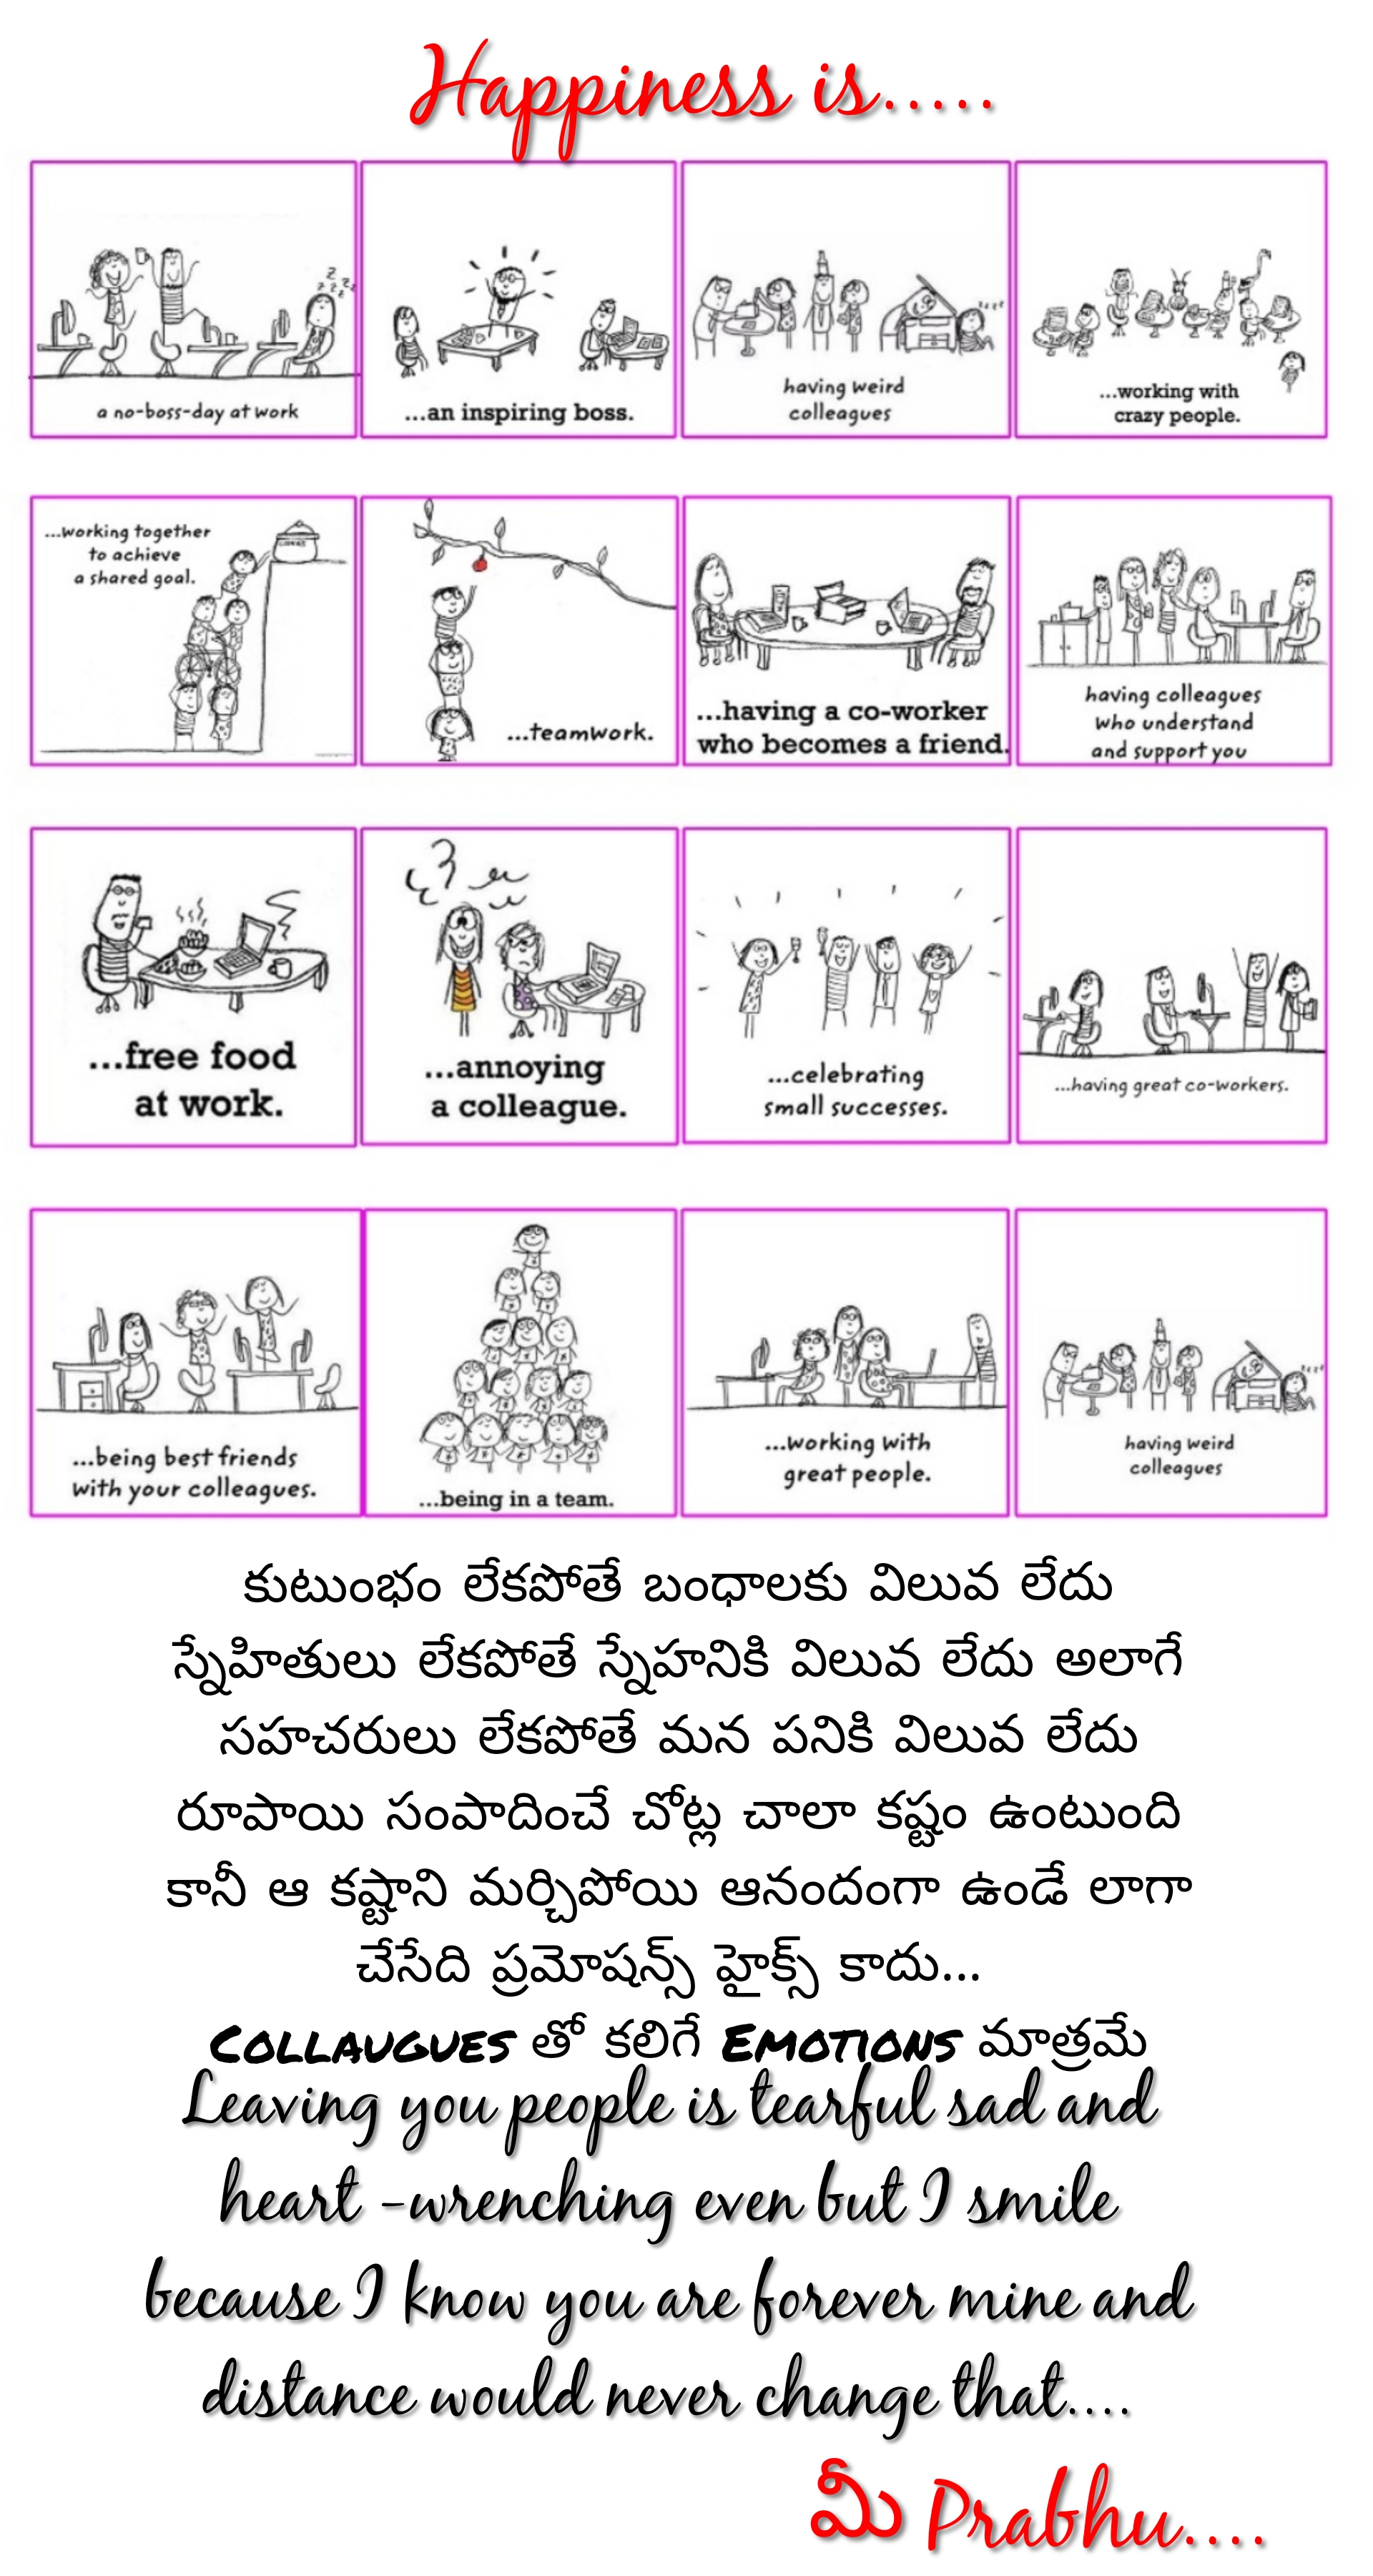 Happiness is.....
a no-boss-day at work
...an inspiring boss.
having weird
colleagues
...working with
crazy people.
...working together
to achieve
a shared goal.
...teamwork.
...having a co-worker
who becomes a friend.
having colleagues
who understand
and support you
...free food
at work.
...annoying
a colleague.
...celebrating
small successes.
...having great co-workers.
...being best friends
with your colleagues.
...being in a team.
...working with
great people.
having weird
colleagues
కుటుంభం లేకపోతే బంధాలకు విలువ లేదు
స్నేహితులు లేకపోతే స్నేహనికి విలువ లేదు అలాగే
సహచరులు లేకపోతే మన పనికి విలువ లేదు
రూపాయి సంపాదించే చోట్ల చాలా కష్టం ఉంటుంది
కానీ ఆ కష్టాని మర్చిపోయి ఆనందంగా ఉండే లాగా
చేసేది ప్రమోషన్స్ హైక్స్ కాదు...
COLLAUGUES తో కలిగే EMOTIONS మాత్రమే
Leaving you people is tearful sad and
heart -wrenching even but I smile
because I know you are forever mine and
distance would never change that....
మీ Prabhu....